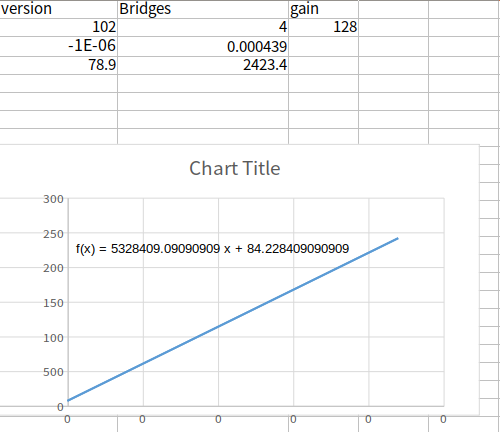 version Bridges gain
102 4 128
-1E-06 0.000439
78.9 2423.4
Chart Title
300
250
f(x) = 5328409.09090909 x + 84.228409090909
200
150
100
500
0
0 0 0 0 0 0